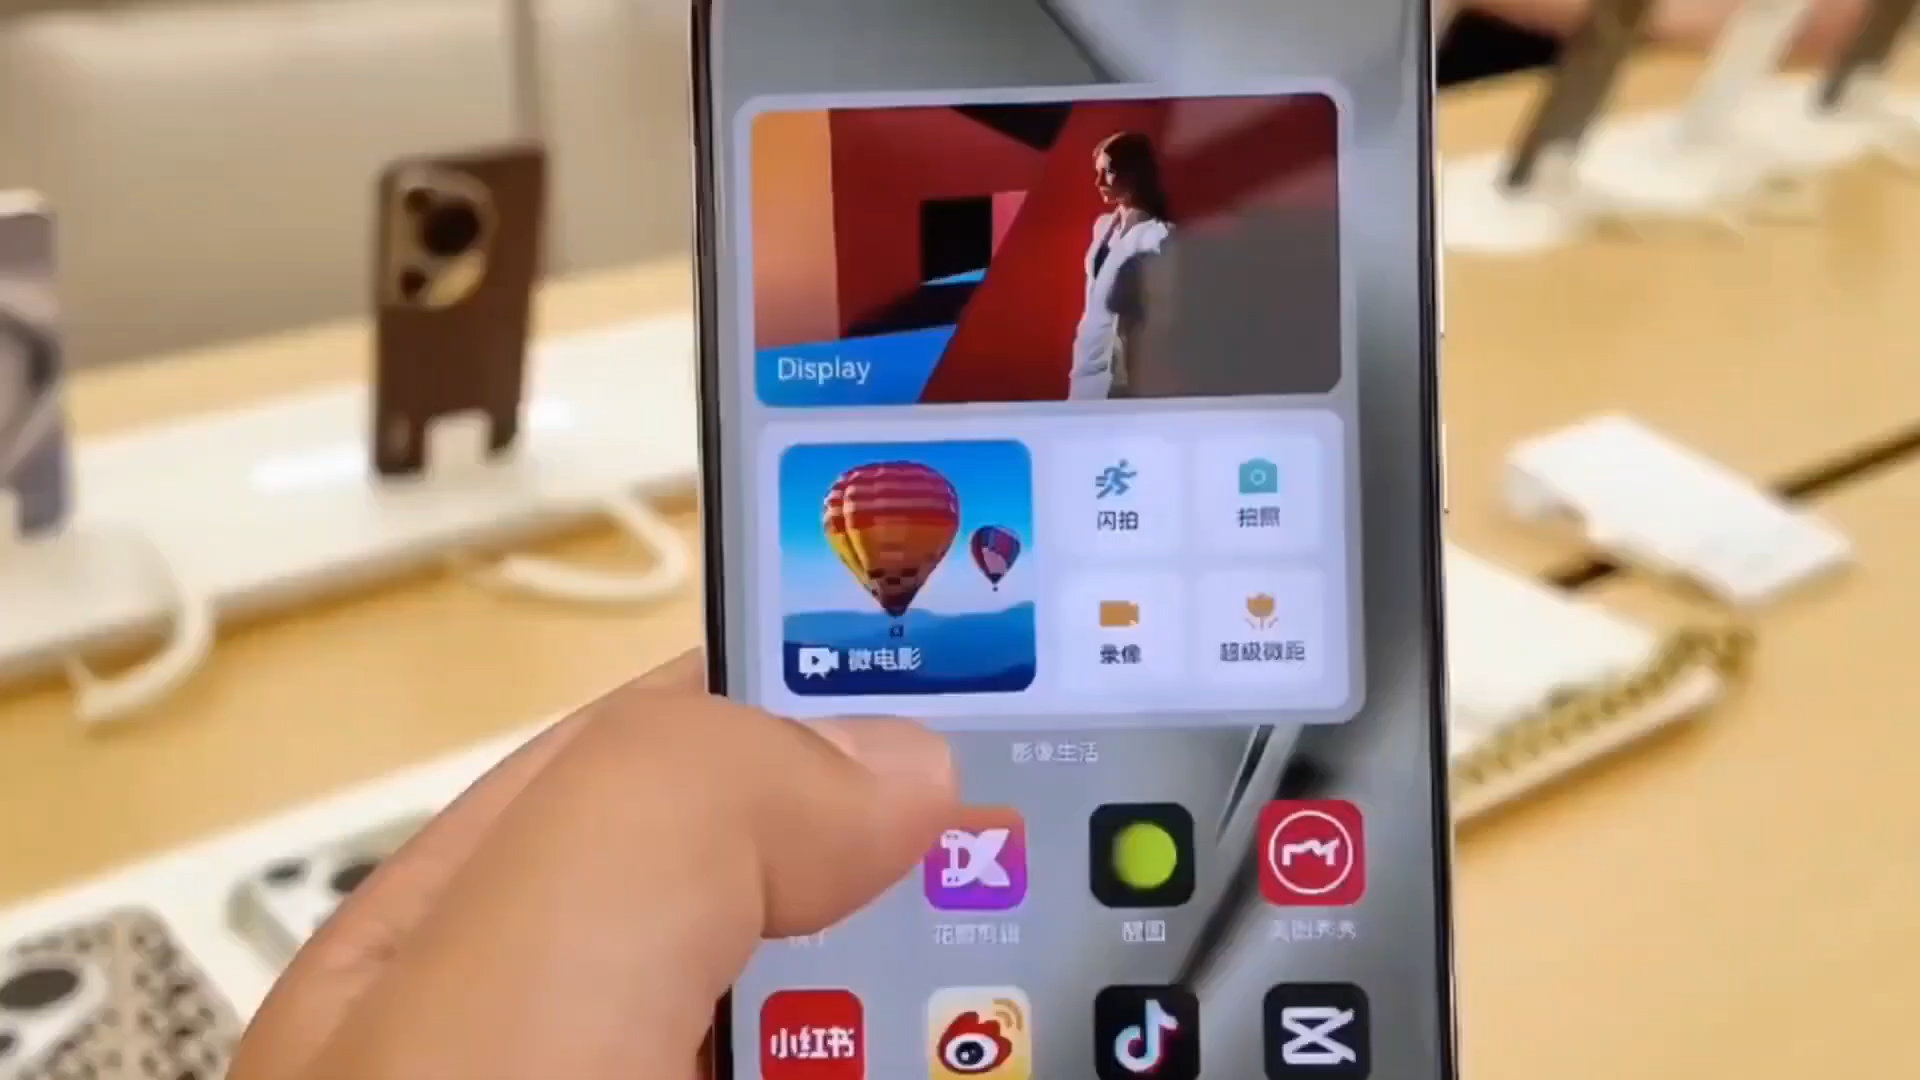 Display
闪拍
拍照
微电影
录像
超级微距
影像生活
花瓣剪辑
醒图
美图秀秀
小红书